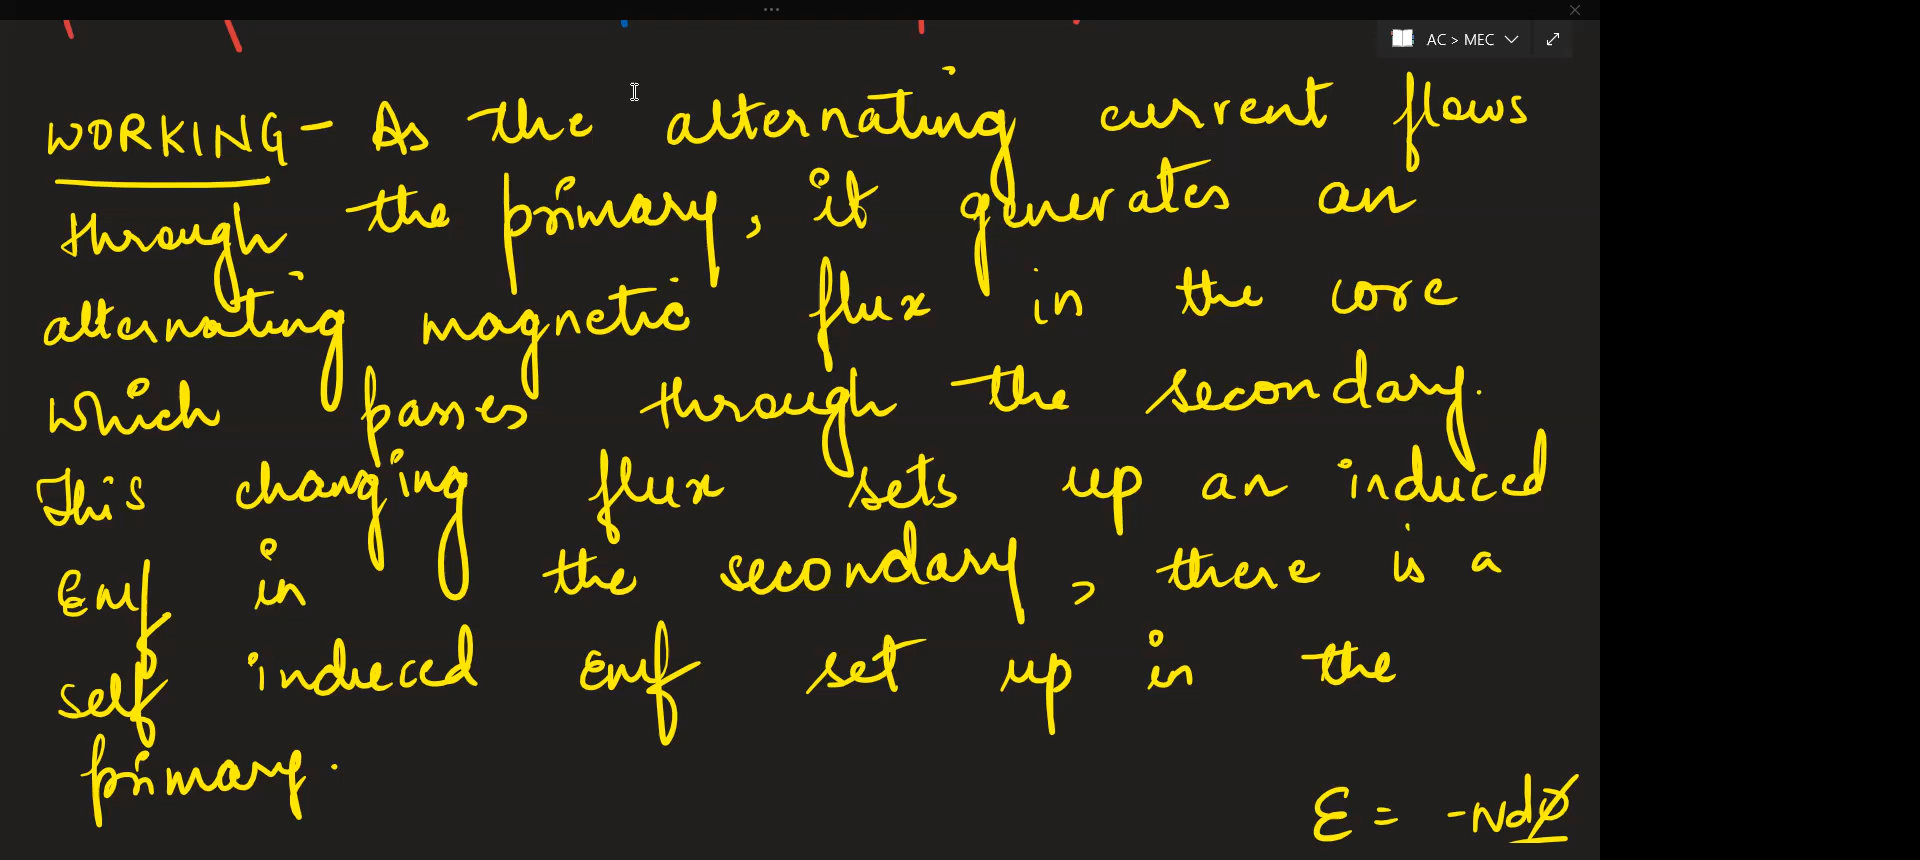 AC > MEC
WORKING - As the alternating current flows
through the primary, it generates an
alternating magnetic flux in the core
which passes through the secondary.
This changing flux sets up an induced
Emf in the secondary, there is a
self induced Emf set up in the
primary.
ε = -Ndφ